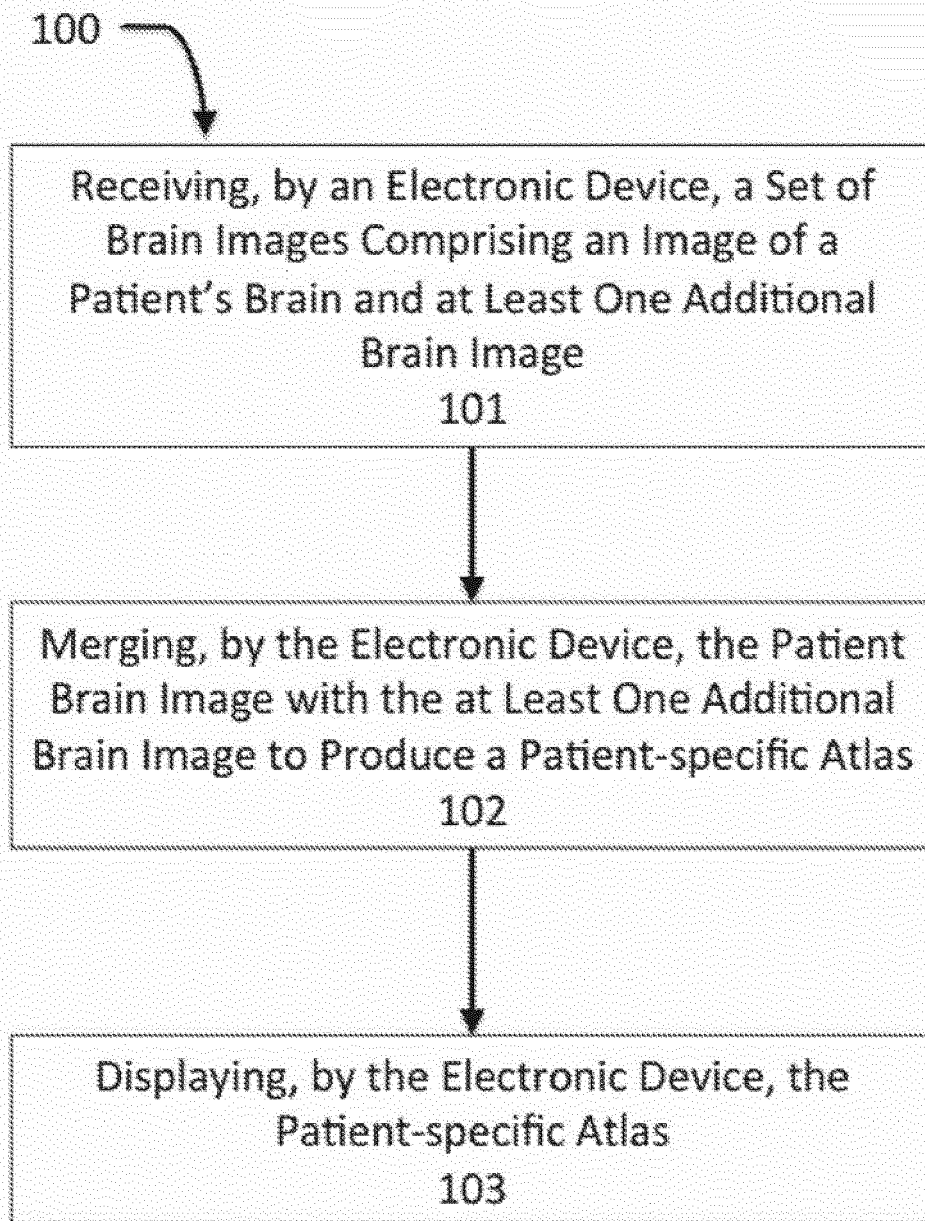 100
Receiving, by an Electronic Device, a Set of
Brain Images Comprising an Image of a
Patient's Brain and at Least One Additional
Brain Image
101
Merging, by the Electronic Device, the Patient
Brain Image with the at Least One Additional
Brain Image to Produce a Patient-specific Atlas
102
Displaying, by the Electronic Device, the
Patient-specific Atlas
103